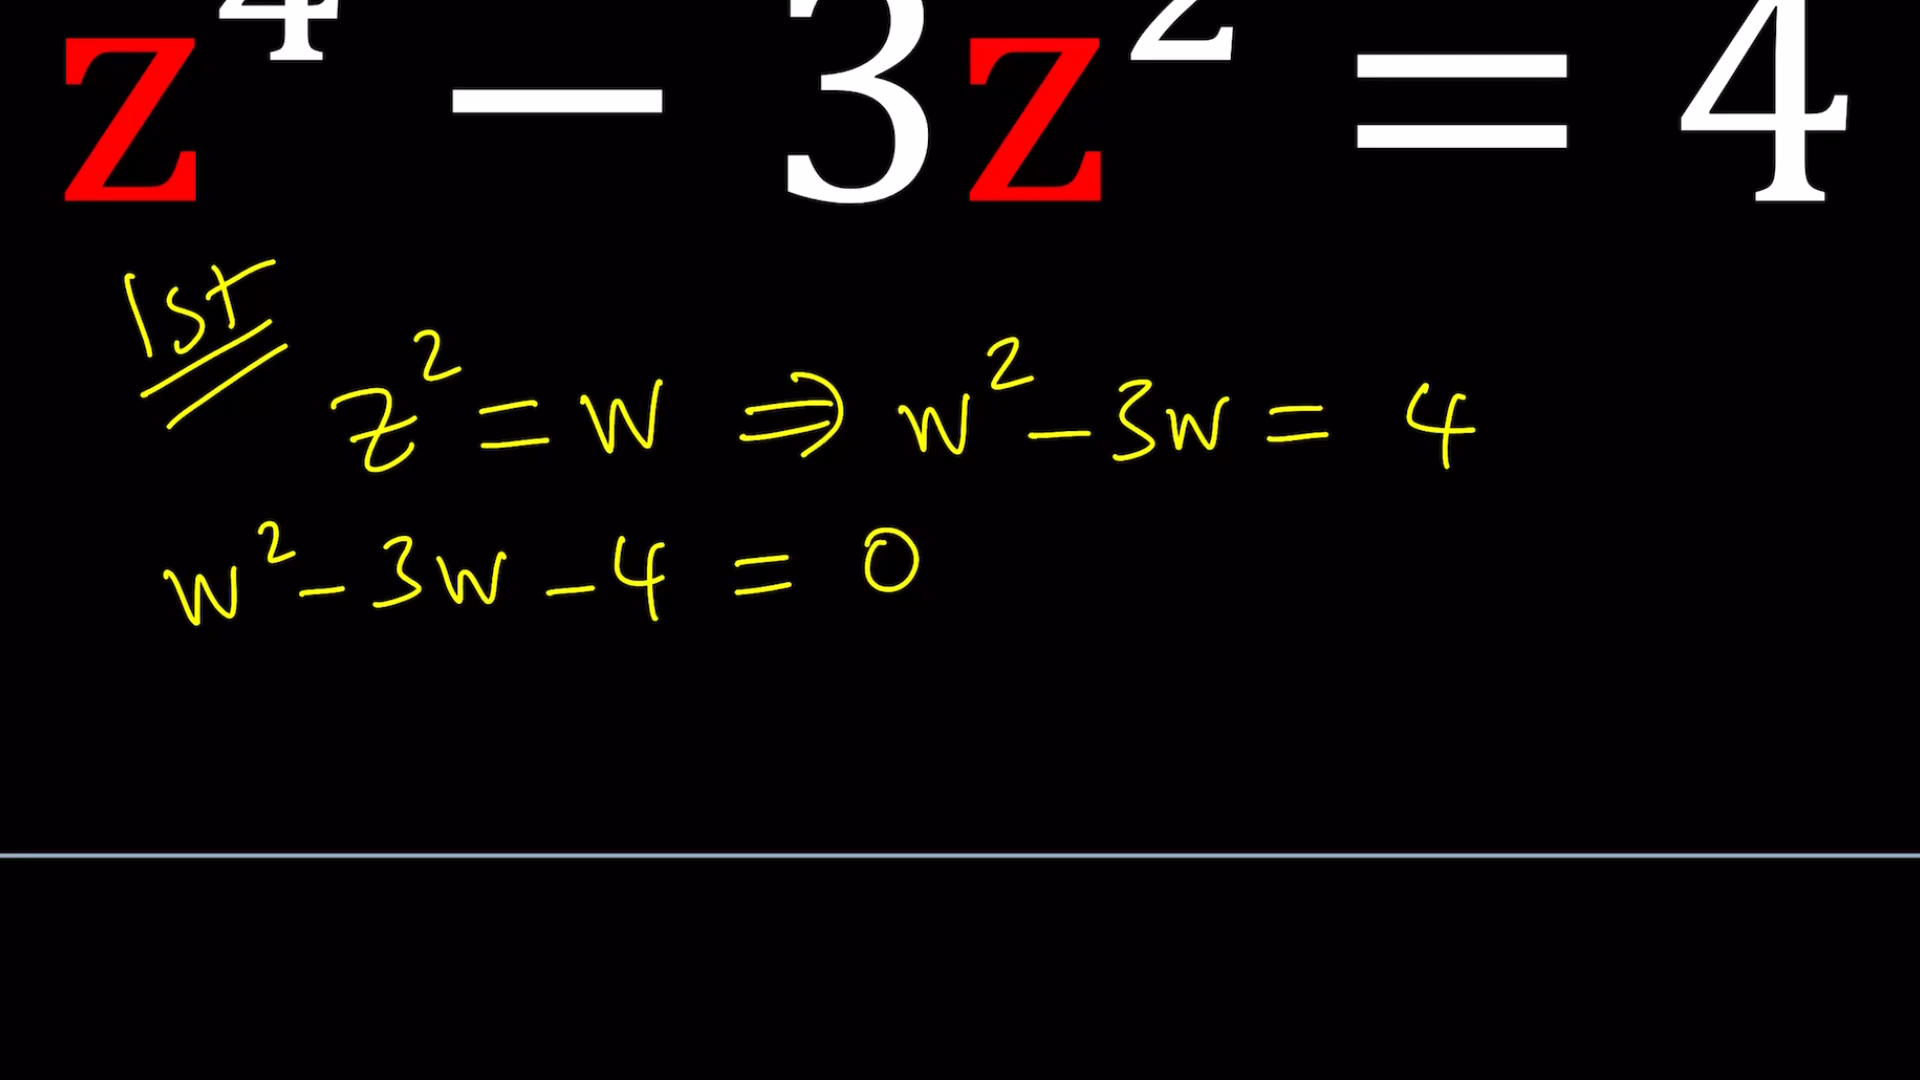 z⁴ − 3z² = 4
1st
z² = w ⇒ w² − 3w = 4
w² − 3w − 4 = 0